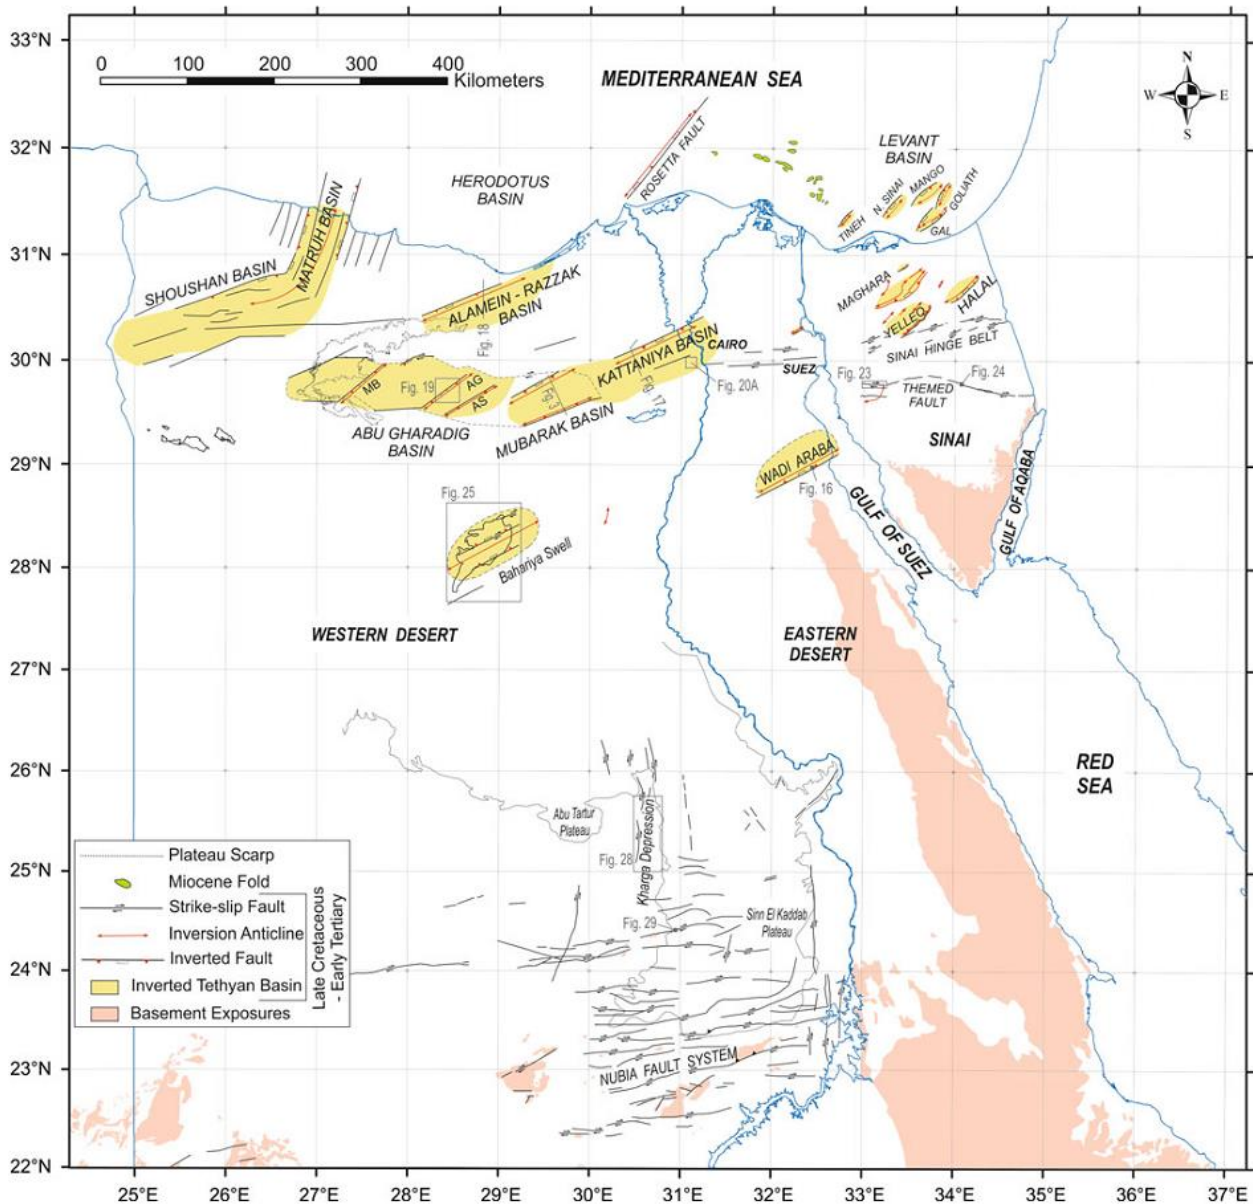 33°N
32°N
31°N
30°N
29°N
28°N
27°N
26°N
25°N
24°N
23°N
22°N
0 100 200 300 400
Kilometers
MEDITERRANEAN SEA
N
W E
S
LEVANT
BASIN
HERODOTUS
BASIN
ROSETTA FAULT
TINEH
N. SINAI
MANGO
GOLIATH
GAL
SHOUSHAN BASIN
MATRUH BASIN
ALAMEIN - RAZZAK
BASIN
Fig. 18
MAGHARA
YELLEQ
HALAL
SINAI HINGE BELT
KATTANIYA BASIN
CAIRO
SUEZ
Fig. 20A
Fig. 17
Fig. 23
Fig. 24
THEMED
FAULT
MB
Fig. 19
AG
AS
ABU GHARADIG
BASIN
MUBARAK BASIN
SINAI
WADI ARABA
Fig. 16
GULF OF SUEZ
GULF OF AQABA
Fig. 25
Bahariya Swell
WESTERN DESERT
EASTERN
DESERT
RED
SEA
Abu Tartur
Plateau
Kharga Depression
Fig. 28
Fig. 29
Sinn El Kaddab
Plateau
NUBIA FAULT SYSTEM
Plateau Scarp
Miocene Fold
Strike-slip Fault
Inversion Anticline
Inverted Fault
Inverted Tethyan Basin
Basement Exposures
Late Cretaceous
- Early Tertiary
25°E 26°E 27°E 28°E 29°E 30°E 31°E 32°E 33°E 34°E 35°E 36°E 37°E